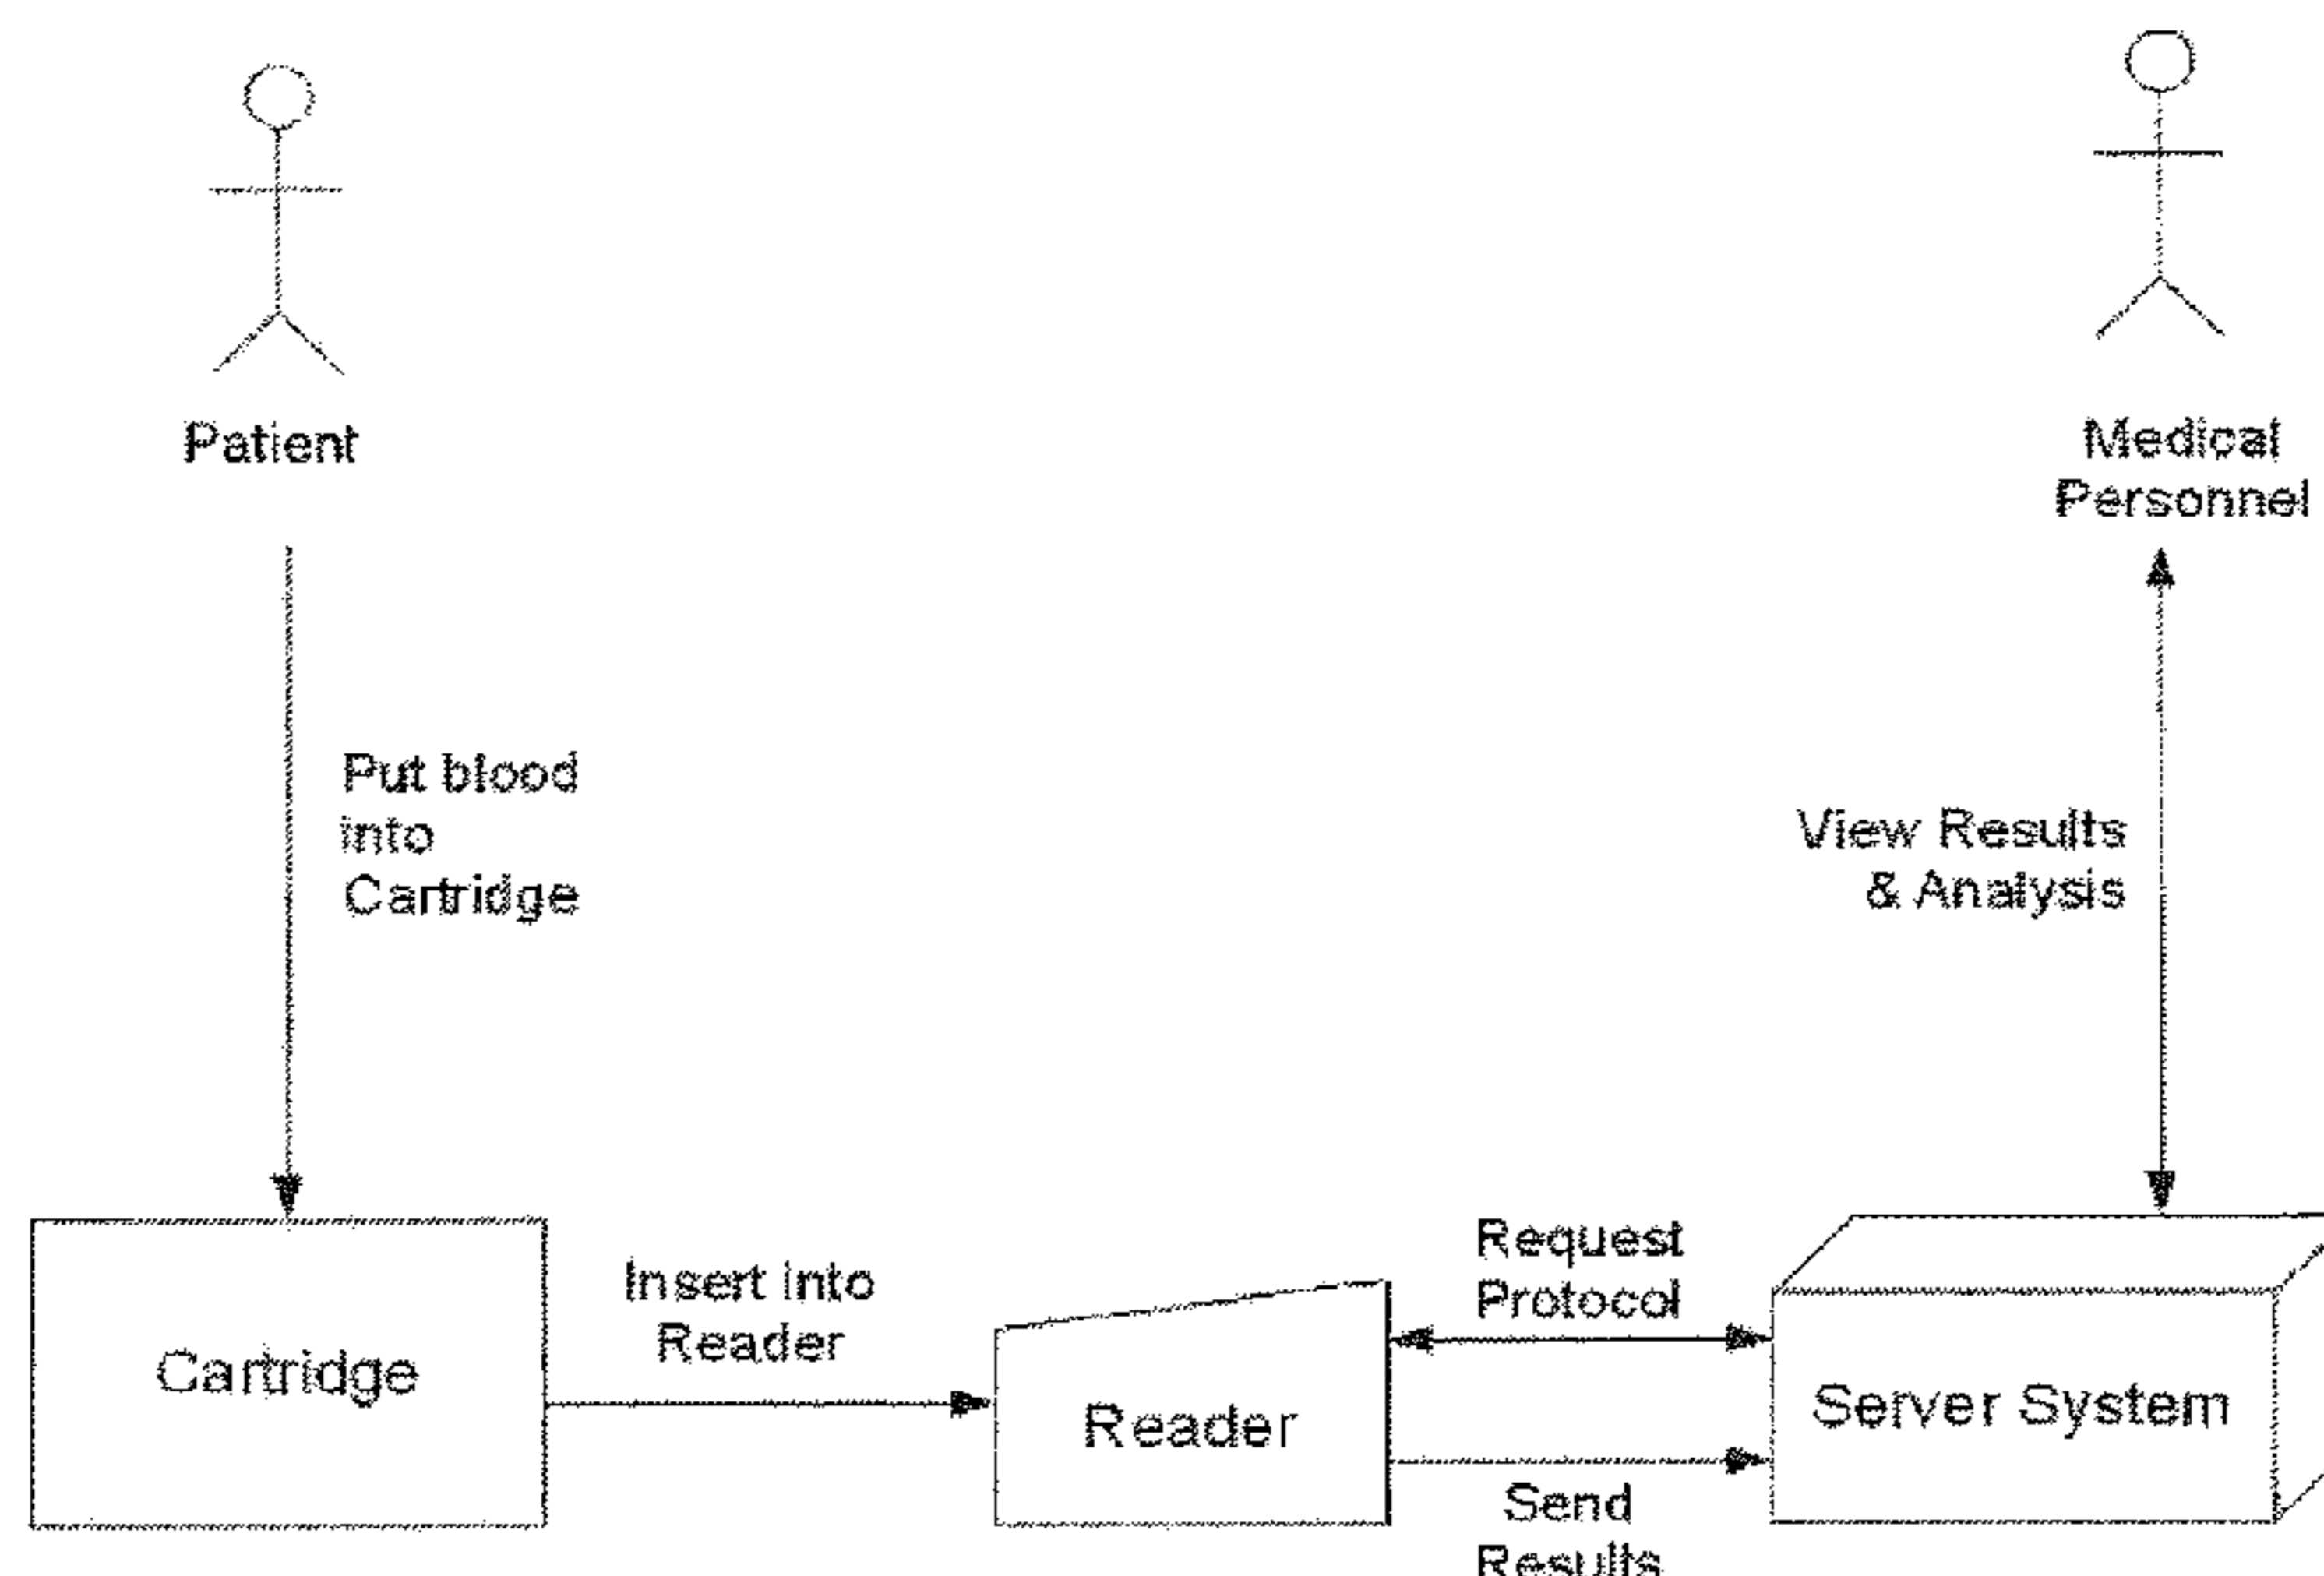 Patient
Medical
Personnel
Put blood
into
Cartridge
View Results
& Analysis
Insert into
Reader
Request
Protocol
Cartridge
Reader
Server System
Send
Results